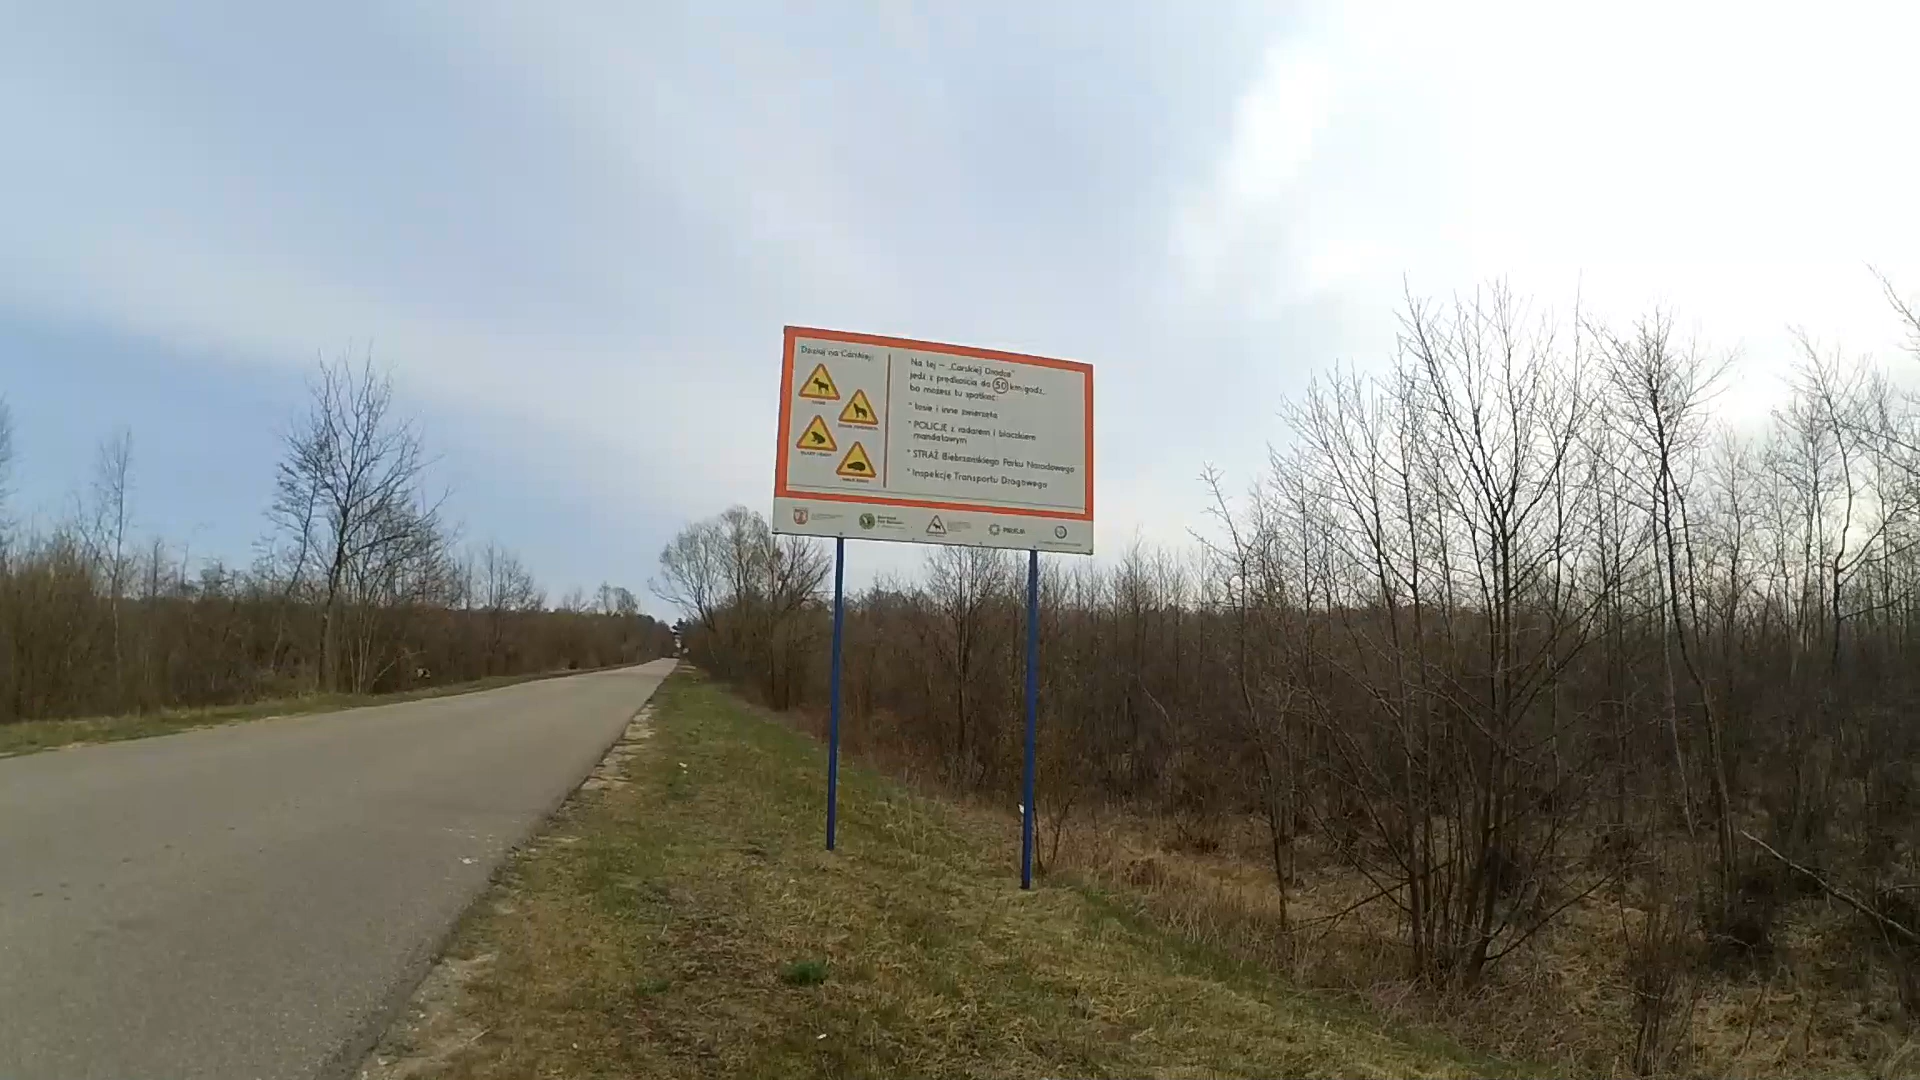 Dzisiaj na Carskiej:
Na tej – „Carskiej Drodze”
jedź z prędkością do 50 km/godz.,
bo możesz tu spotkać:
* łosie i inne zwierzęta
* POLICJĘ z radarem i bloczkiem
mandatowym
* STRAŻ Biebrzańskiego Parku Narodowego
* Inspekcję Transportu Drogowego